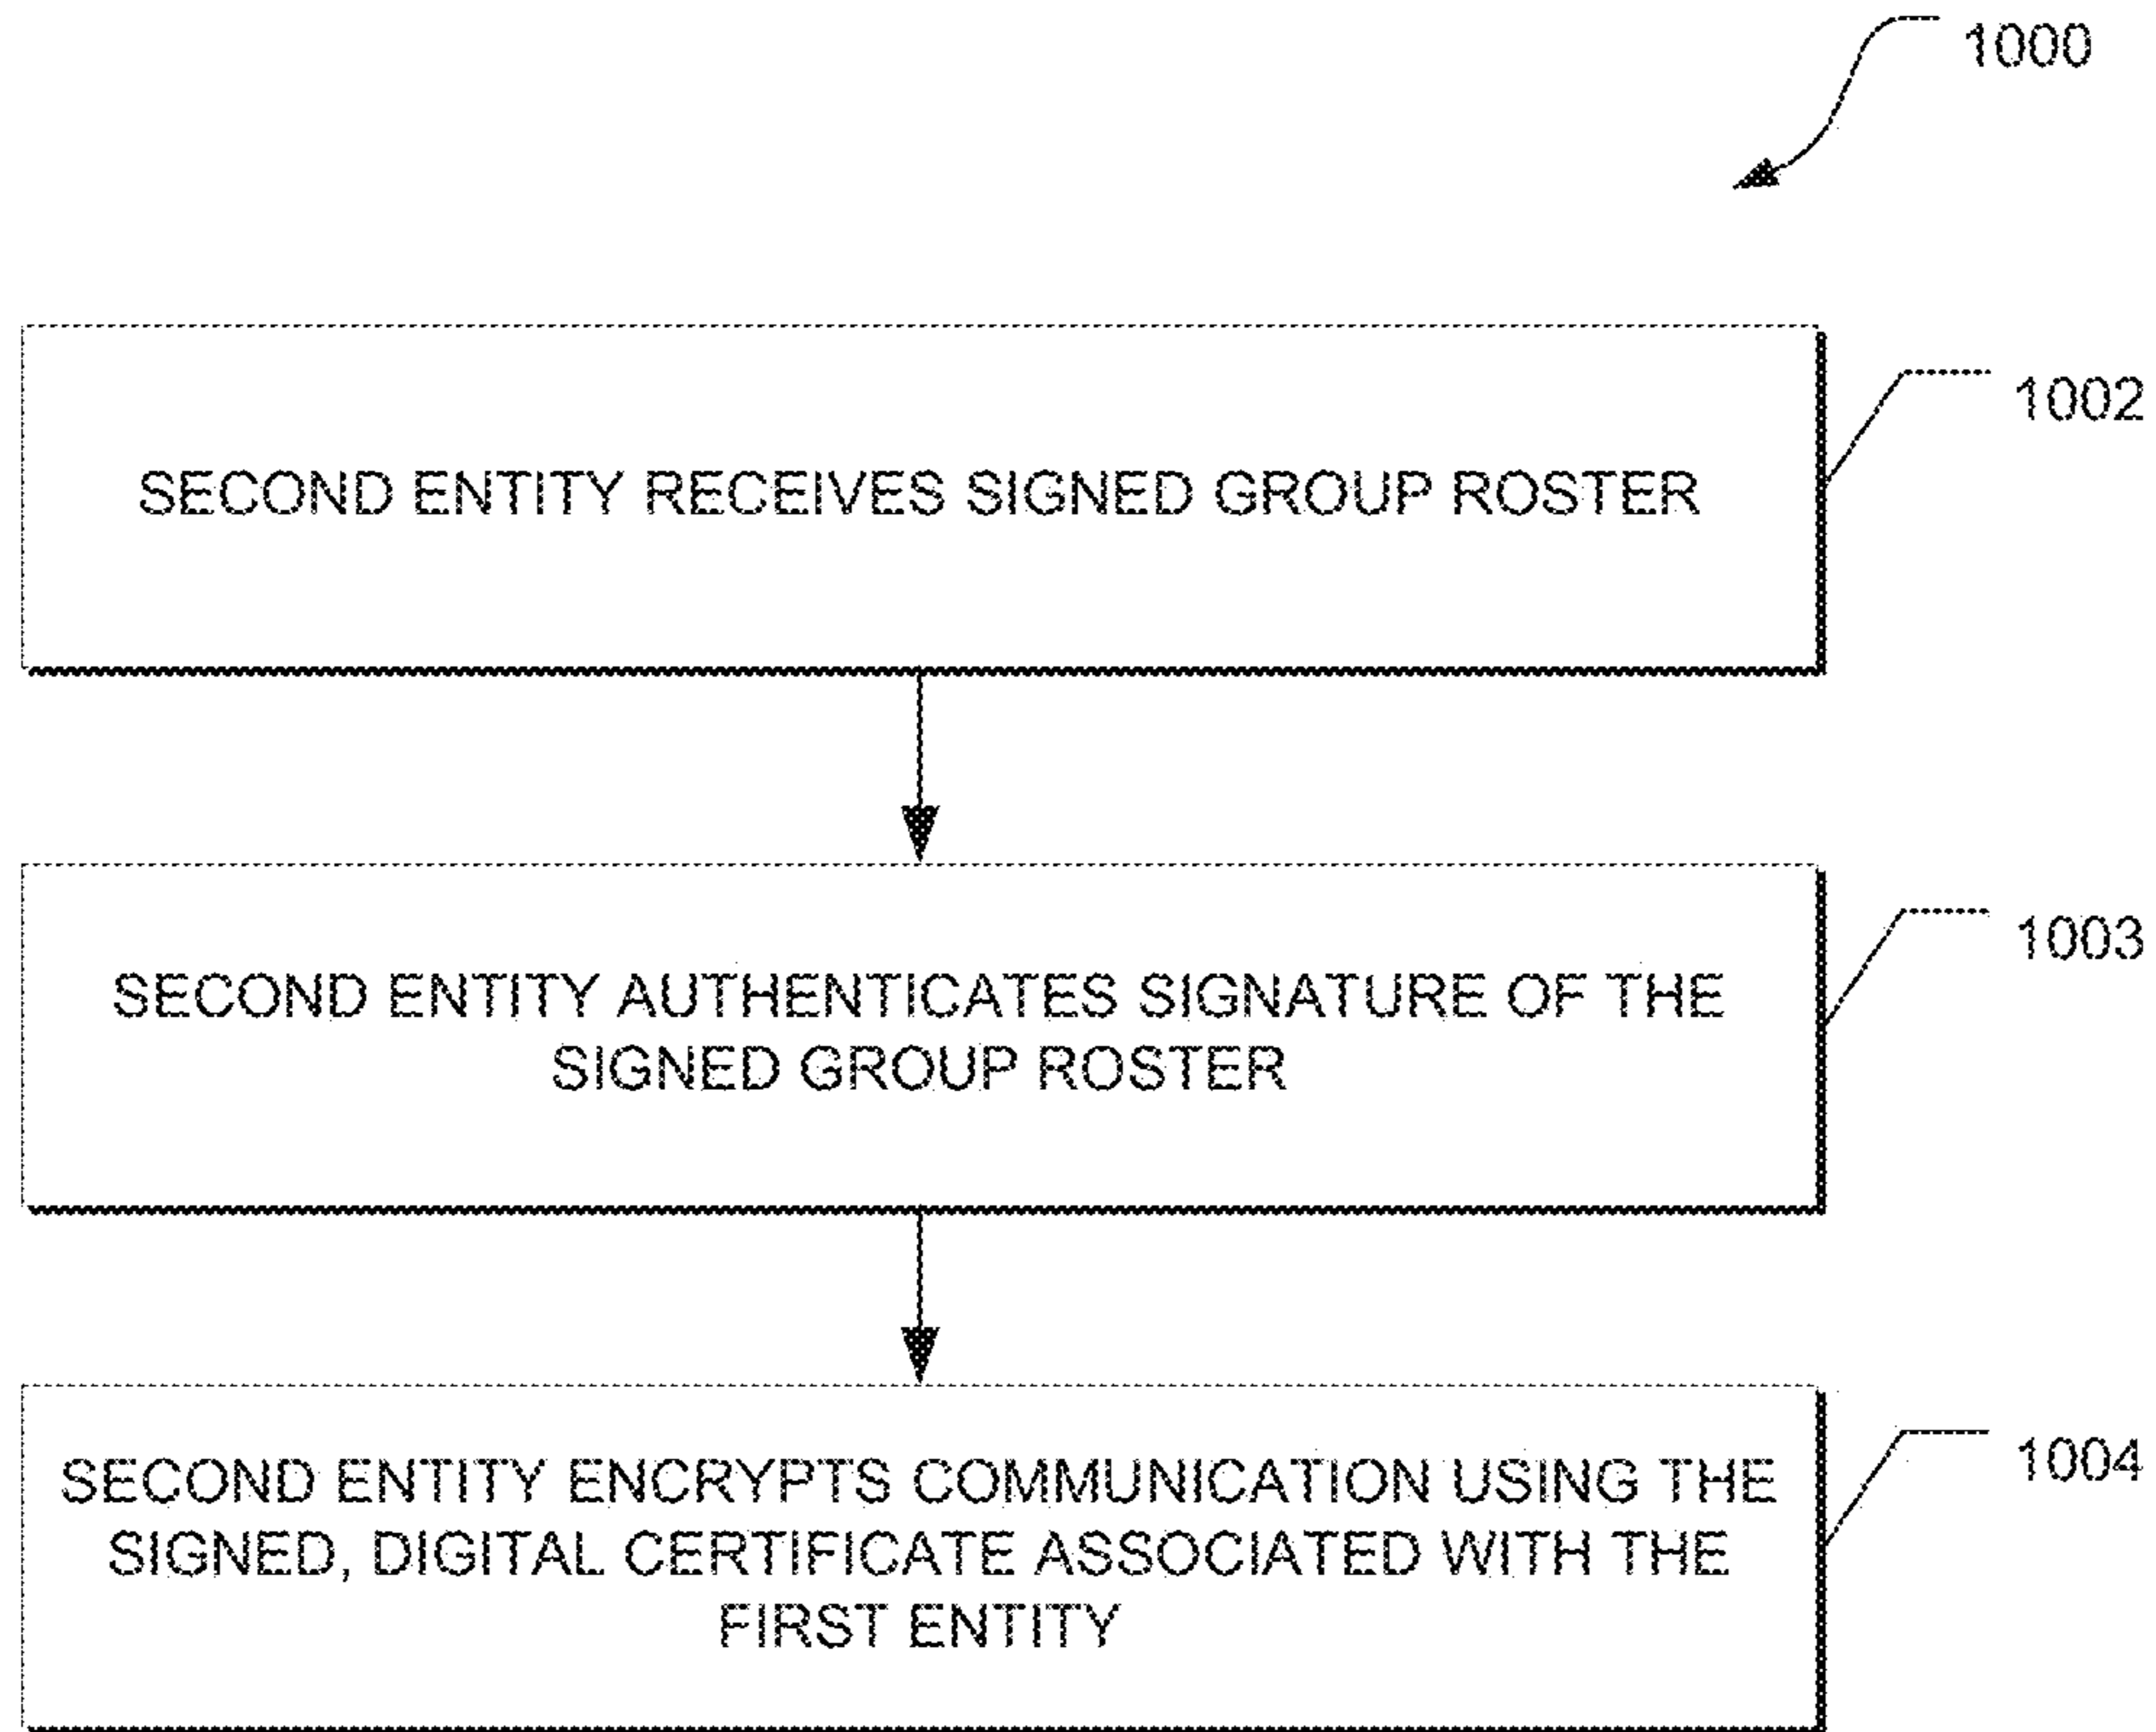 1000
1002
SECOND ENTITY RECEIVES SIGNED GROUP ROSTER
1003
SECOND ENTITY AUTHENTICATES SIGNATURE OF THE
SIGNED GROUP ROSTER
1004
SECOND ENTITY ENCRYPTS COMMUNICATION USING THE
SIGNED, DIGITAL CERTIFICATE ASSOCIATED WITH THE
FIRST ENTITY